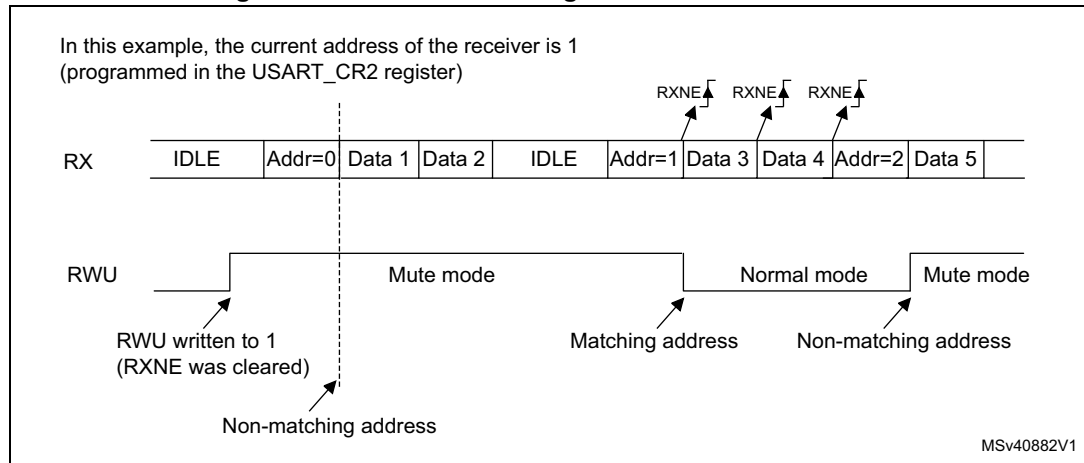 In this example, the current address of the receiver is 1
(programmed in the USART_CR2 register)
RXNE RXNE RXNE
RX IDLE Addr=0 Data 1 Data 2 IDLE Addr=1 Data 3 Data 4 Addr=2 Data 5
RWU Mute mode Normal mode Mute mode
RWU written to 1 Matching address Non-matching address
(RXNE was cleared)
Non-matching address
MSv40882V1